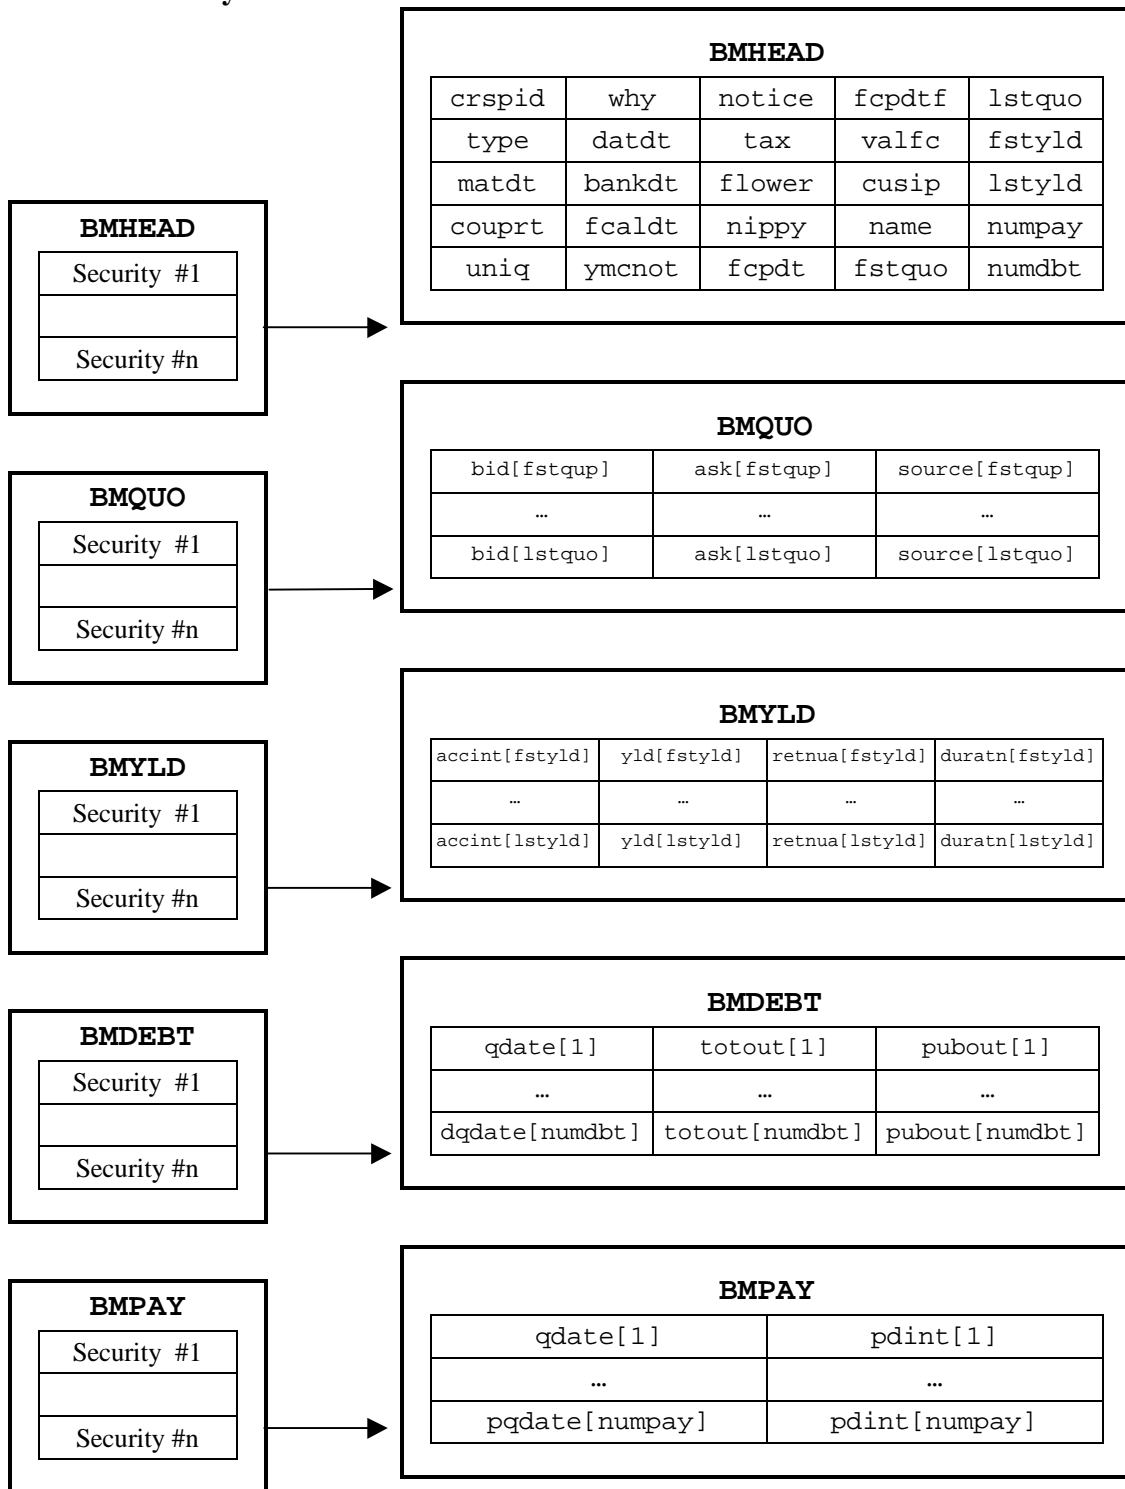 BMHEAD
crspid why notice fcpdtf lstquo
type datdt tax valfc fstyld
matdt bankdt flower cusip lstyld
couprt fcaldt nippy name numpay
uniq ymcnot fcpdt fstquo numdbt
BMHEAD
Security #1
Security #n
BMQUO
bid[fstqup] ask[fstqup] source[fstqup]
… … …
bid[lstquo] ask[lstquo] source[lstquo]
BMQUO
Security #1
Security #n
BMYLD
accint[fstyld] yld[fstyld] retnua[fstyld] duratn[fstyld]
… … … …
accint[lstyld] yld[lstyld] retnua[lstyld] duratn[lstyld]
BMYLD
Security #1
Security #n
BMDEBT
qdate[1] totout[1] pubout[1]
… … …
dqdate[numdbt] totout[numdbt] pubout[numdbt]
BMDEBT
Security #1
Security #n
BMPAY
qdate[1] pdint[1]
… …
pqdate[numpay] pdint[numpay]
BMPAY
Security #1
Security #n